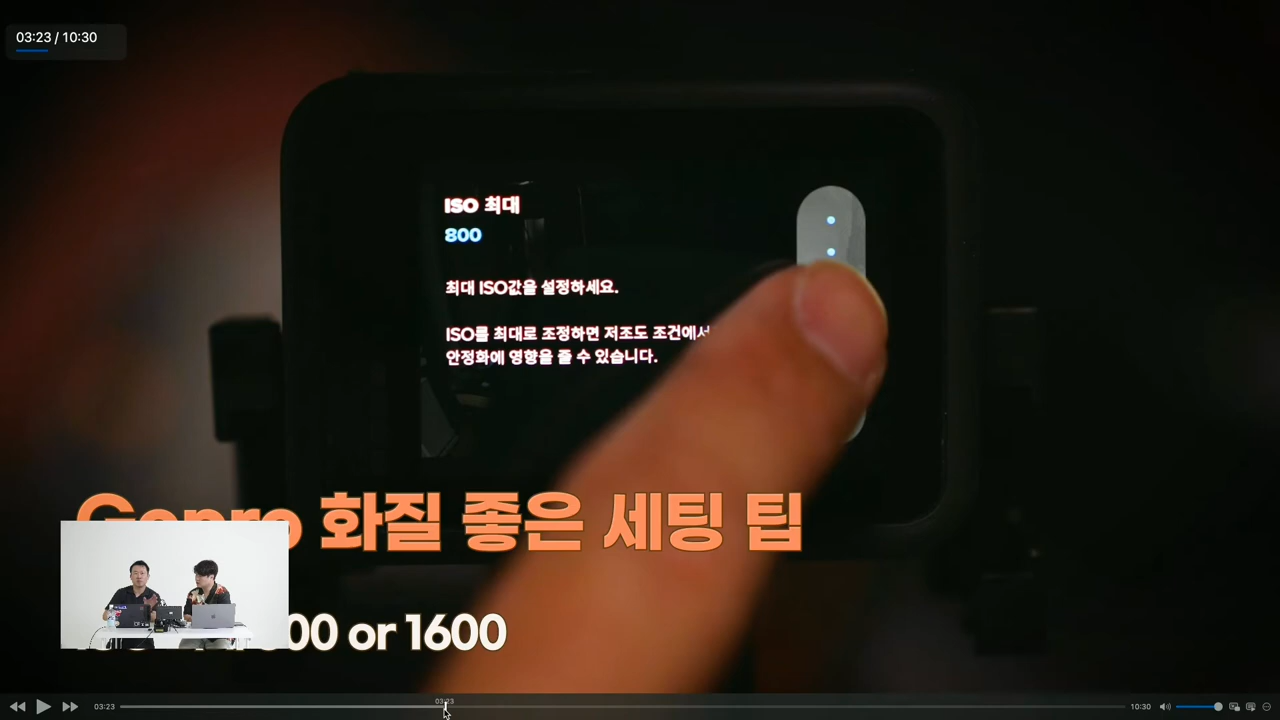 03:23 / 10:30
ISO 최대
800
최대 ISO값을 설정하세요.
ISO를 최대로 조정하면 저조도 조건에서
안정화에 영향을 줄 수 있습니다.
Gopro 화질 좋은 세팅 팁
00 or 1600
03:23
03:23
10:30